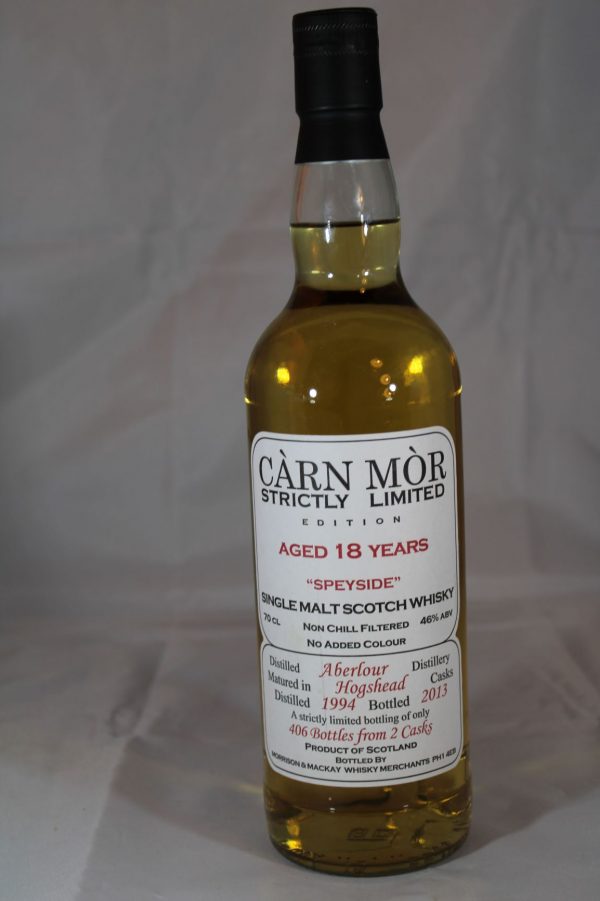 CÀRN MÒR
STRICTLY LIMITED
EDITION
AGED 18 YEARS
"SPEYSIDE"
SINGLE MALT SCOTCH WHISKY
70 CL NON CHILL FILTERED 46% ABV
NO ADDED COLOUR
Distilled Aberlour Distillery
Matured in Hogshead Casks
Distilled 1994 Bottled 2013
A strictly limited bottling of only
406 Bottles from 2 Casks
PRODUCT OF SCOTLAND
BOTTLED BY
MORRISON & MACKAY WHISKY MERCHANTS PH1 4EB